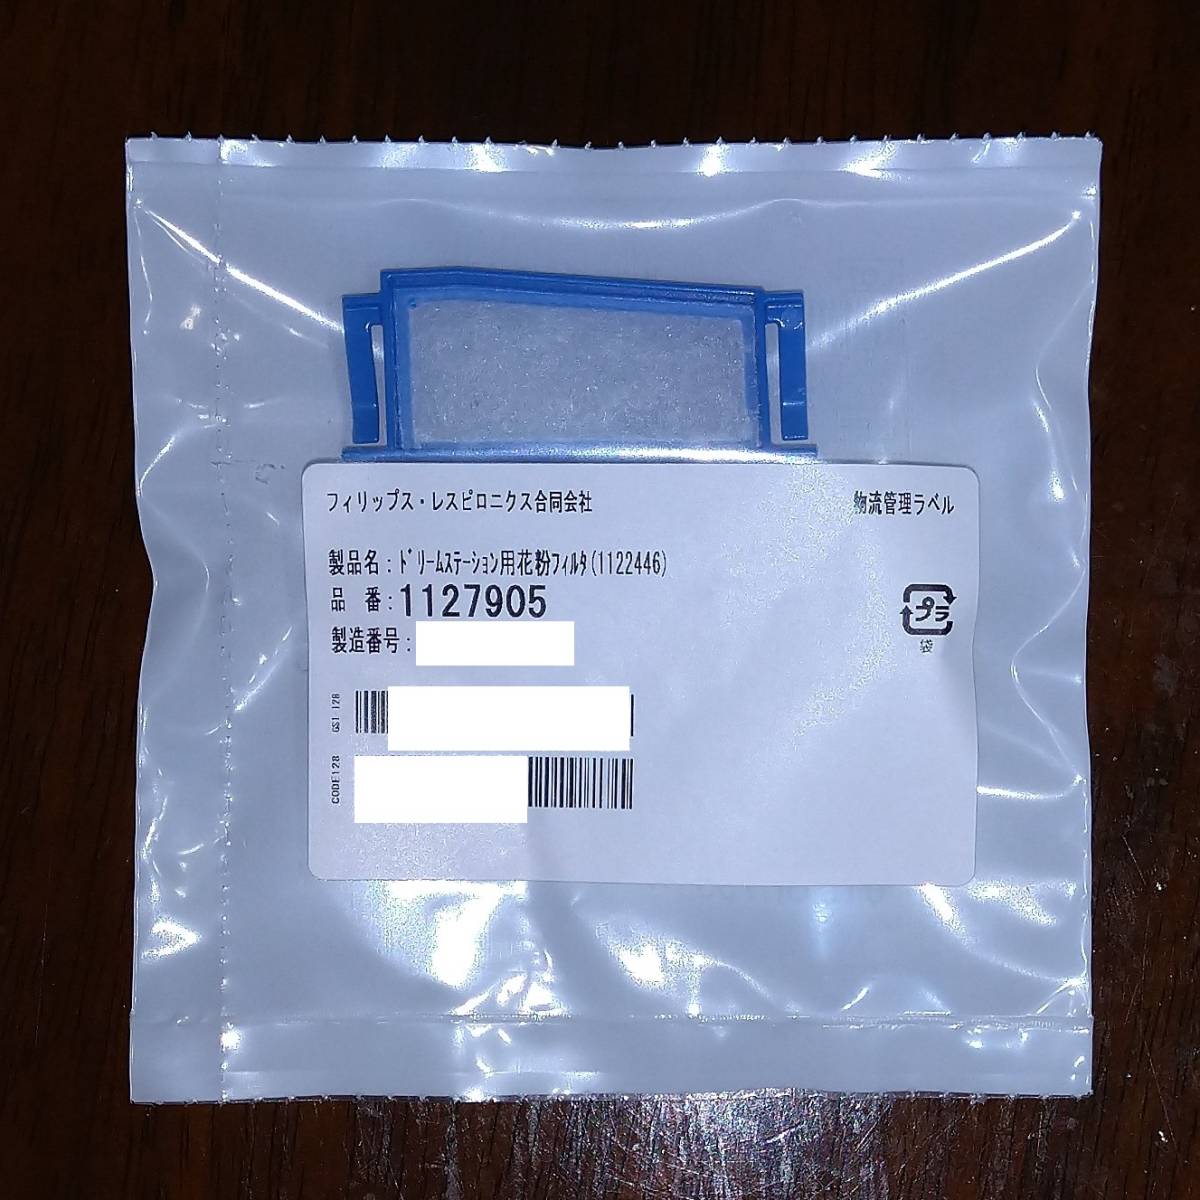 フィリップス・レスピロニクス合同会社 物流管理ラベル
製品名:ﾄﾞﾘｰﾑｽﾃｰｼｮﾝ用花粉ﾌｨﾙﾀ(1122446)
品　番:1127905
製造番号:
プラ
袋
GS1-128
CODE128